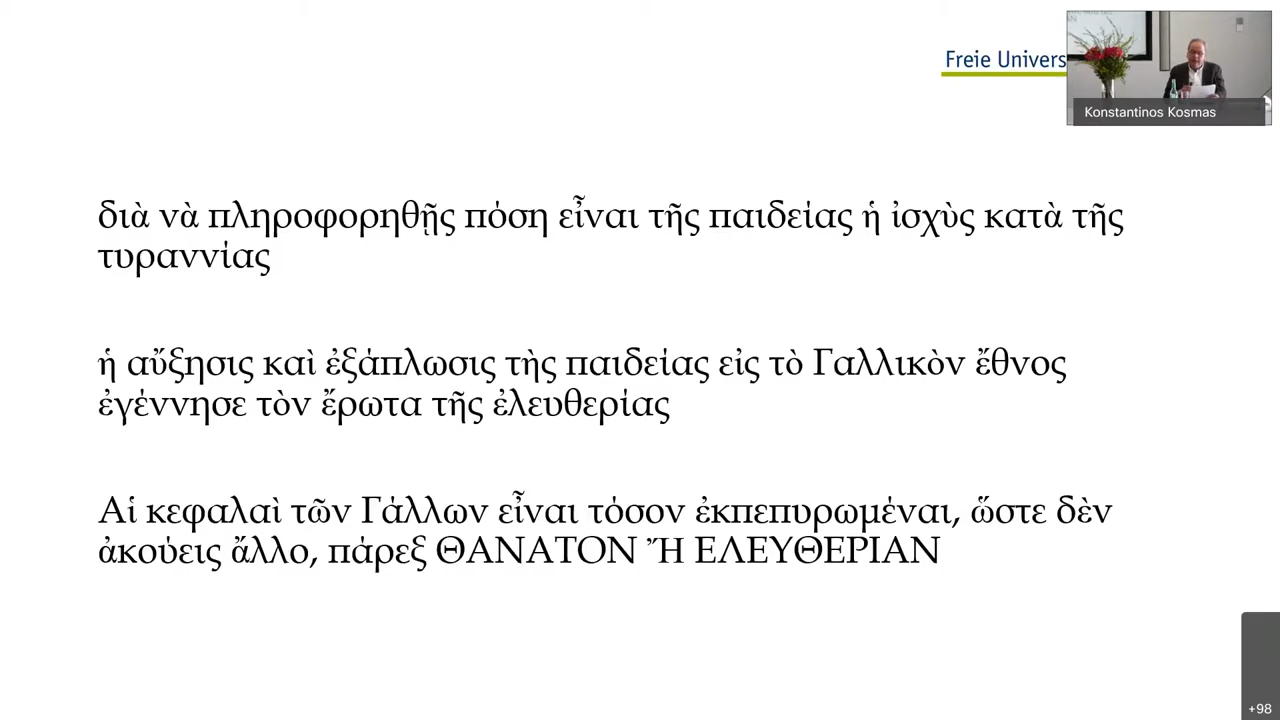 Freie Univers
Konstantinos Kosmas
διὰ νὰ πληροφορηθῇς πόση εἶναι τῆς παιδείας ἡ ἰσχὺς κατὰ τῆς
τυραννίας
ἡ αὔξησις καὶ ἐξάπλωσις τὴς παιδείας εἰς τὸ Γαλλικὸν ἔθνος
ἐγέννησε τὸν ἔρωτα τῆς ἐλευθερίας
Αἱ κεφαλαὶ τῶν Γάλλων εἶναι τόσον ἐκπεπυρωμέναι, ὥστε δὲν
ἀκούεις ἄλλο, πάρεξ ΘΑΝΑΤΟΝ Ἢ ΕΛΕΥΘΕΡΙΑΝ
+98